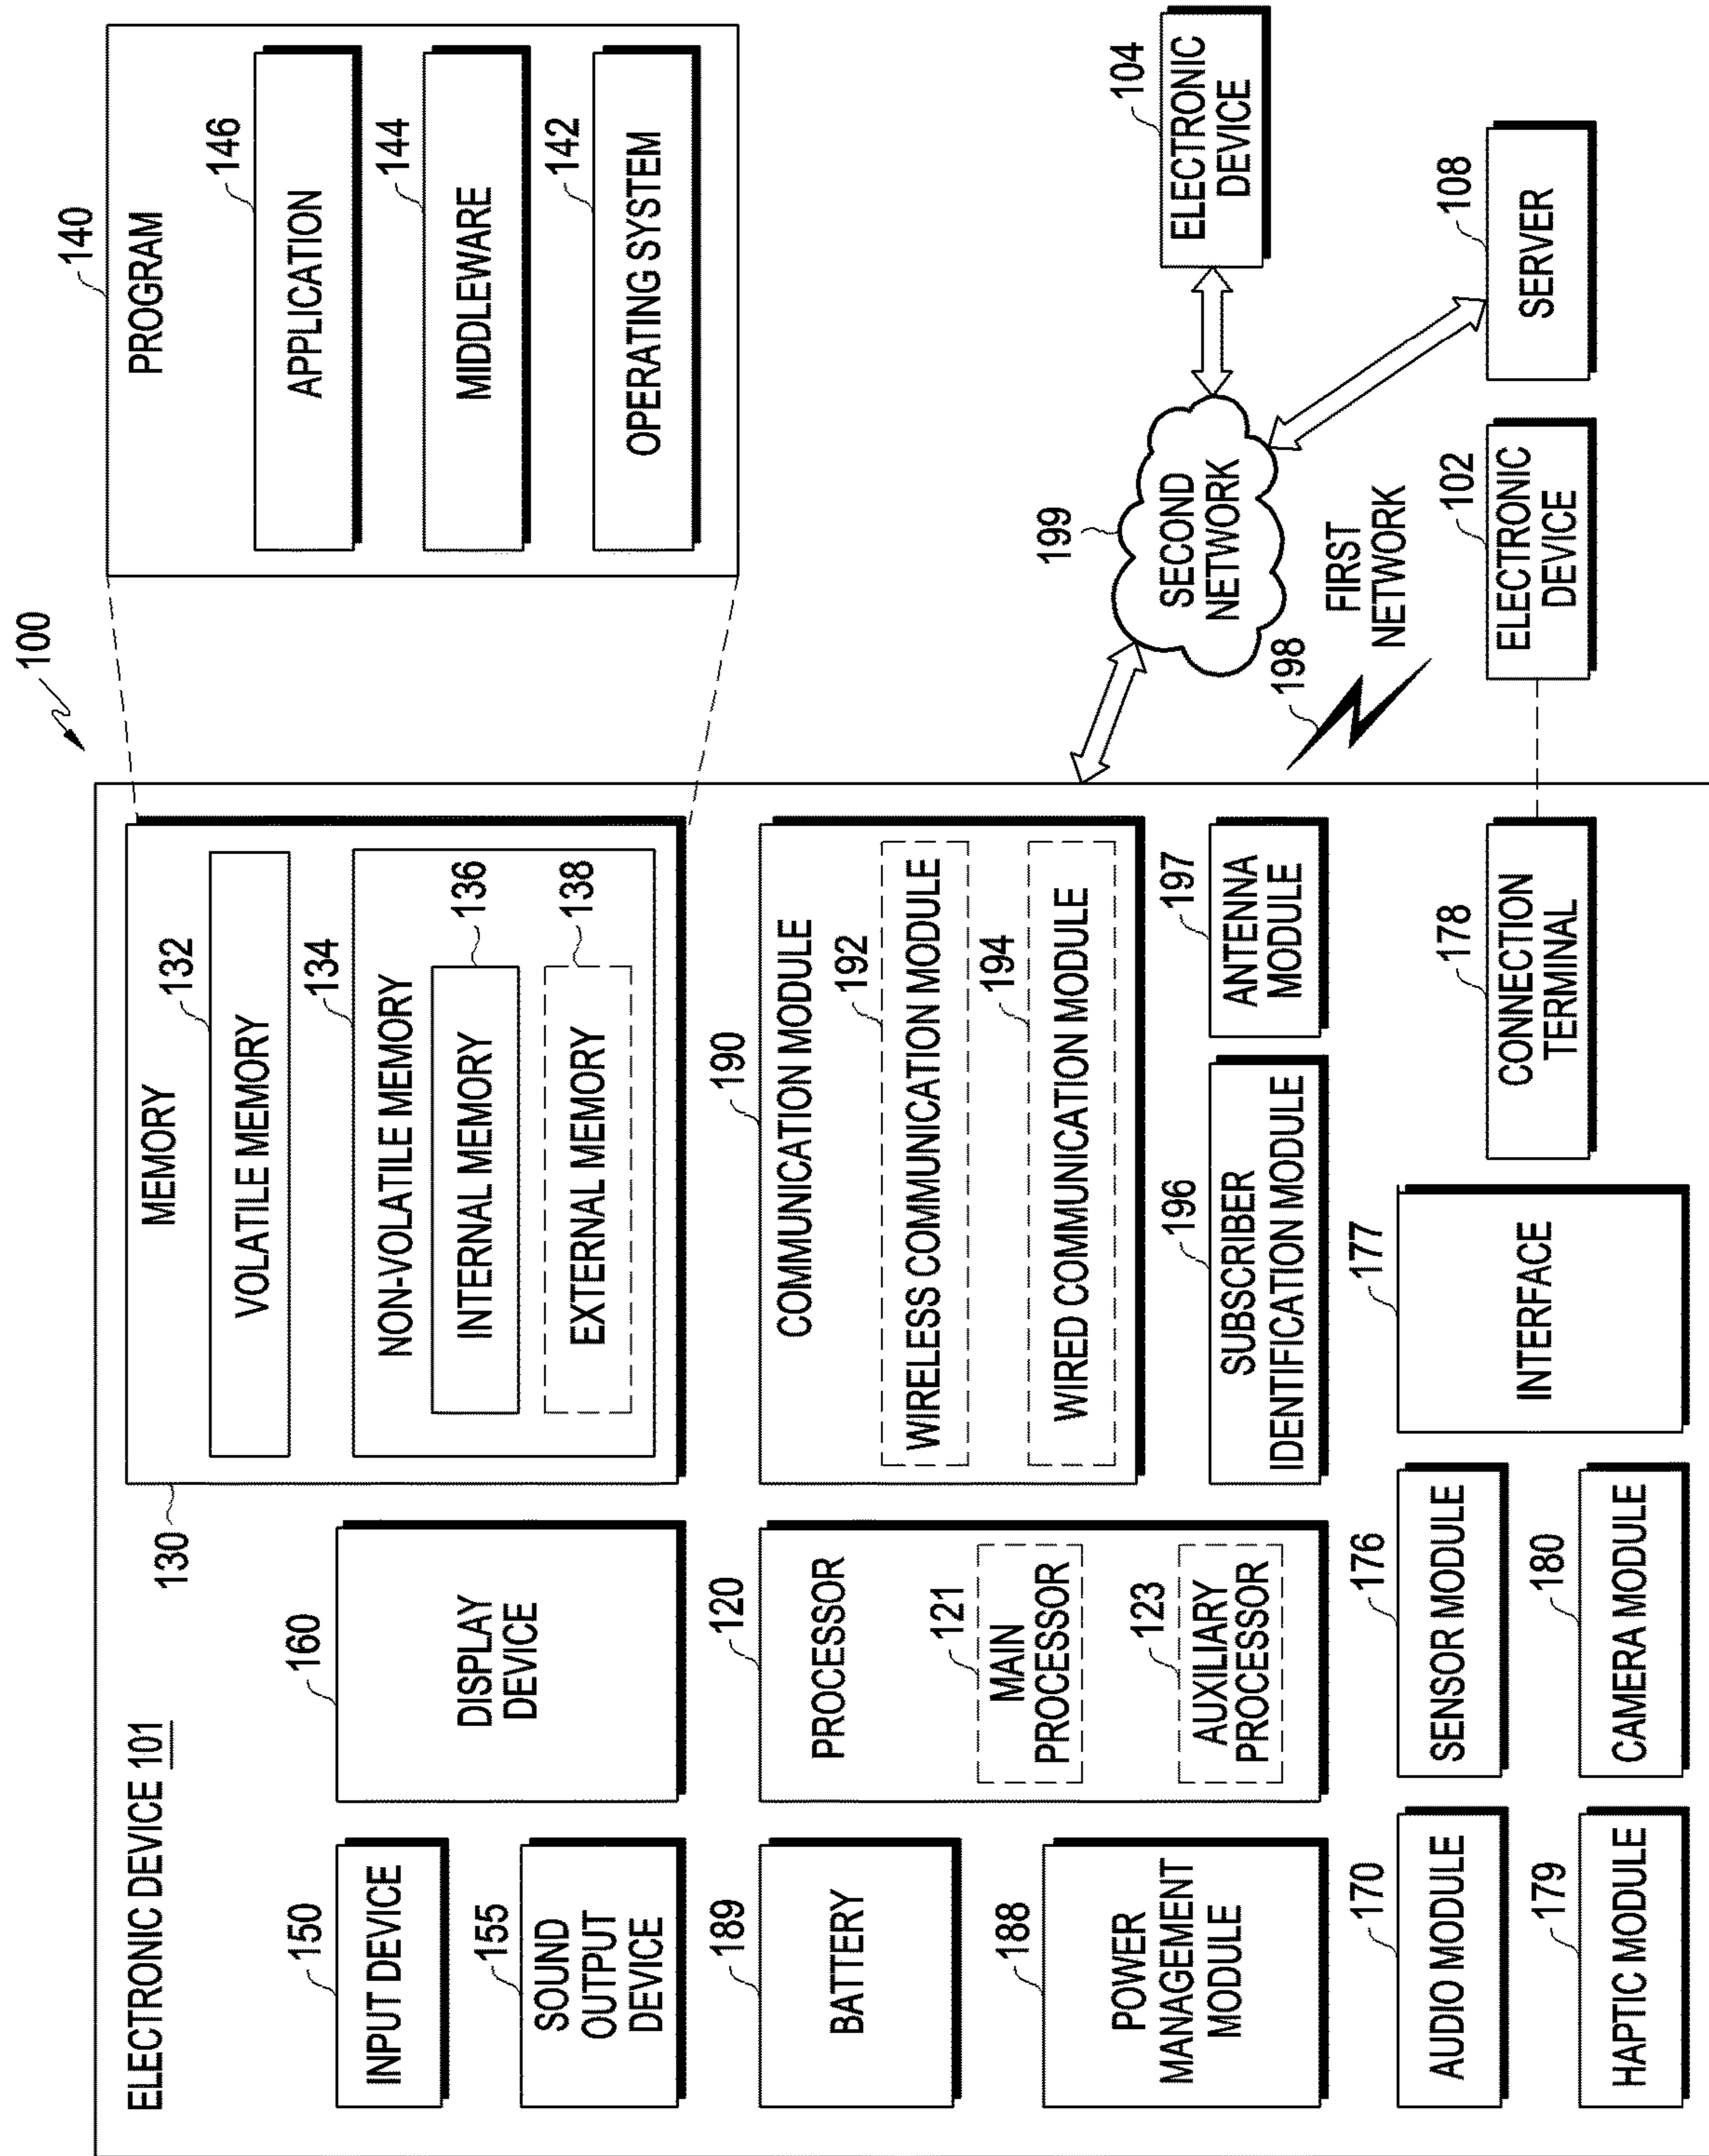 100
ELECTRONIC DEVICE 101
130
MEMORY
132
VOLATILE MEMORY
134
NON-VOLATILE MEMORY
136
INTERNAL MEMORY
138
EXTERNAL MEMORY
140
PROGRAM
146
APPLICATION
144
MIDDLEWARE
142
OPERATING SYSTEM
150
INPUT DEVICE
155
SOUND
OUTPUT
DEVICE
160
DISPLAY
DEVICE
189
BATTERY
188
POWER
MANAGEMENT
MODULE
120
PROCESSOR
121
MAIN
PROCESSOR
123
AUXILIARY
PROCESSOR
190
COMMUNICATION MODULE
192
WIRELESS COMMUNICATION MODULE
194
WIRED COMMUNICATION MODULE
196
SUBSCRIBER
IDENTIFICATION MODULE
197
ANTENNA
MODULE
170
AUDIO MODULE
176
SENSOR MODULE
179
HAPTIC MODULE
180
CAMERA MODULE
177
INTERFACE
178
CONNECTION
TERMINAL
199
SECOND
NETWORK
198
FIRST
NETWORK
104
ELECTRONIC
DEVICE
108
SERVER
102
ELECTRONIC
DEVICE